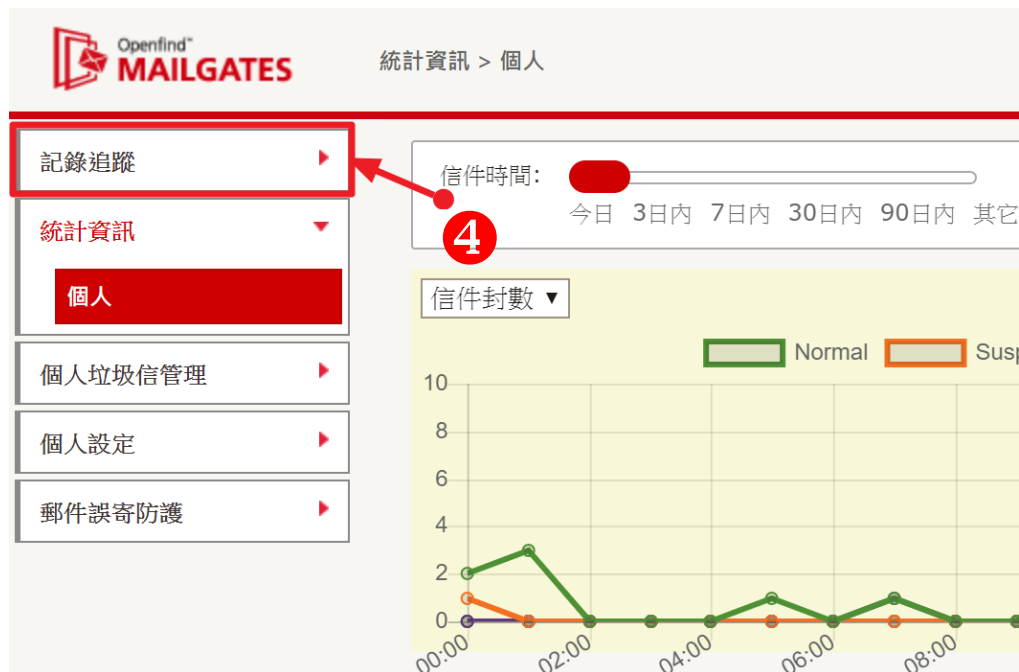 Openfind™
MAILGATES
統計資訊 > 個人
記錄追蹤
統計資訊
個人
個人垃圾信管理
個人設定
郵件誤寄防護
信件時間:
今日 3日內 7日內 30日內 90日內 其它
4
信件封數 ▼
Normal
10
8
6
4
2
0
00:00 02:00 04:00 06:00 08:00